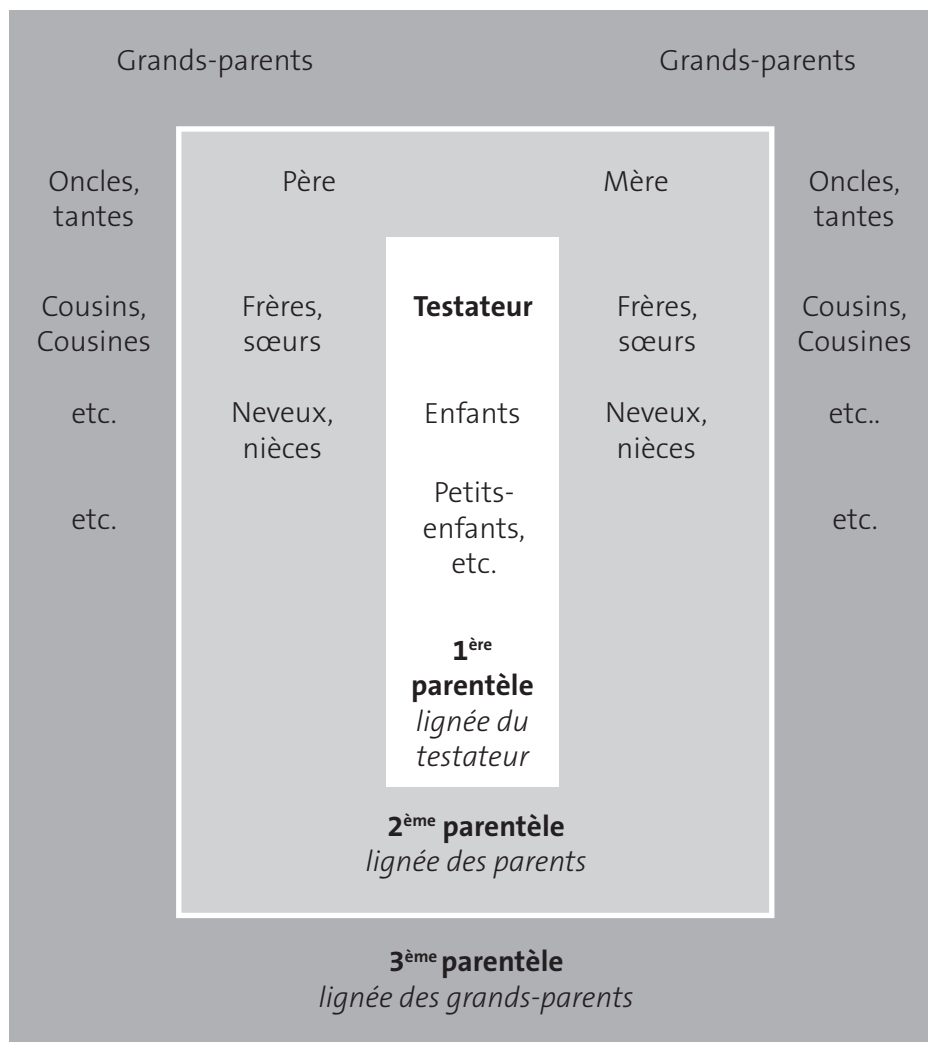 Grands-parents
Grands-parents
Oncles,
tantes
Père
Mère
Oncles,
tantes
Cousins,
Cousines
Frères,
sœurs
Testateur
Frères,
sœurs
Cousins,
Cousines
etc.
Neveux,
nièces
Enfants
Neveux,
nièces
etc..
etc.
Petits-
enfants,
etc.
etc.
1ère
parentèle
lignée du
testateur
2ème parentèle
lignée des parents
3ème parentèle
lignée des grands-parents